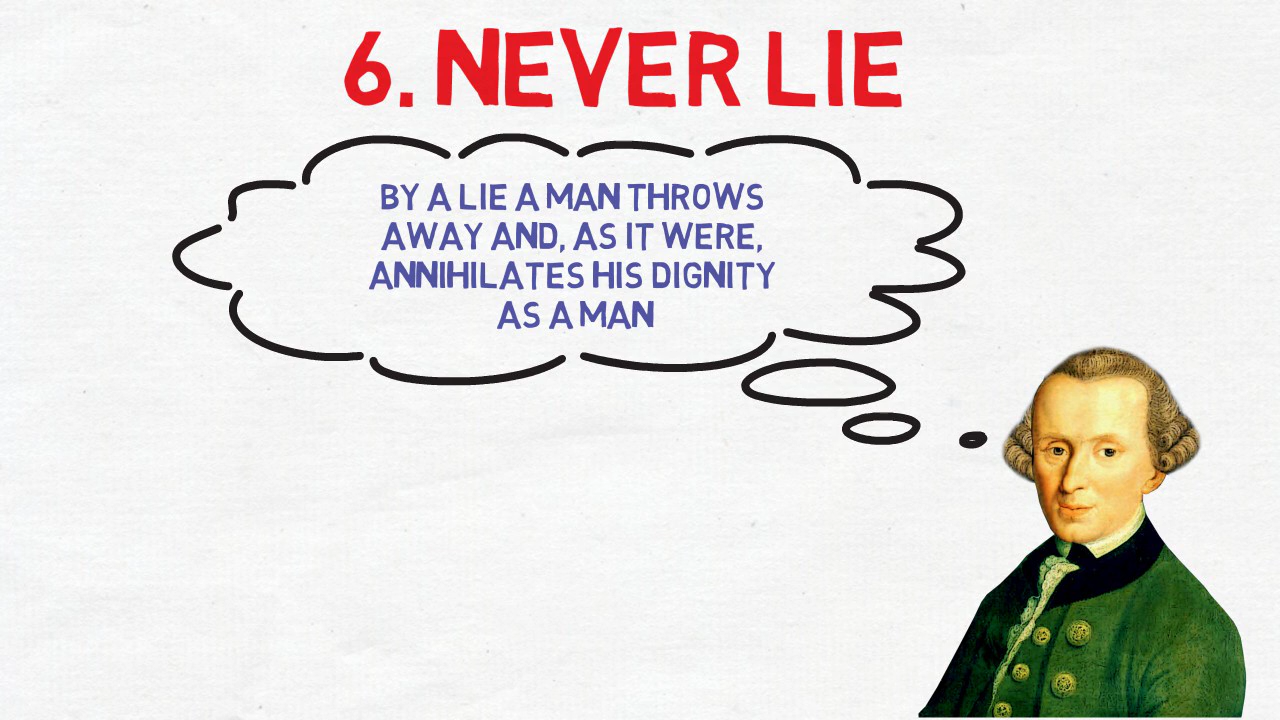 6. NEVER LIE
BY A LIE A MAN THROWS
AWAY AND, AS IT WERE,
ANNIHILATES HIS DIGNITY
AS A MAN